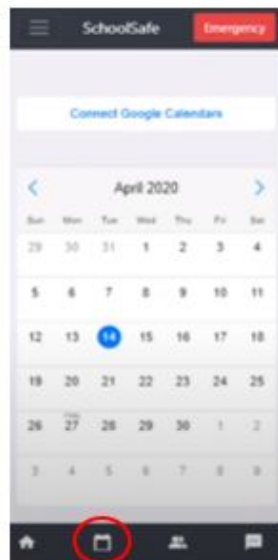 SchoolSafe Emergency
Connect Google Calendars
April 2020
Sun Mon Tue Wed Thu Fri Sat
29 30 31 1 2 3 4
5 6 7 8 9 10 11
12 13 14 15 16 17 18
19 20 21 22 23 24 25
26 27 28 29 30 1 2
3 4 5 6 7 8 9